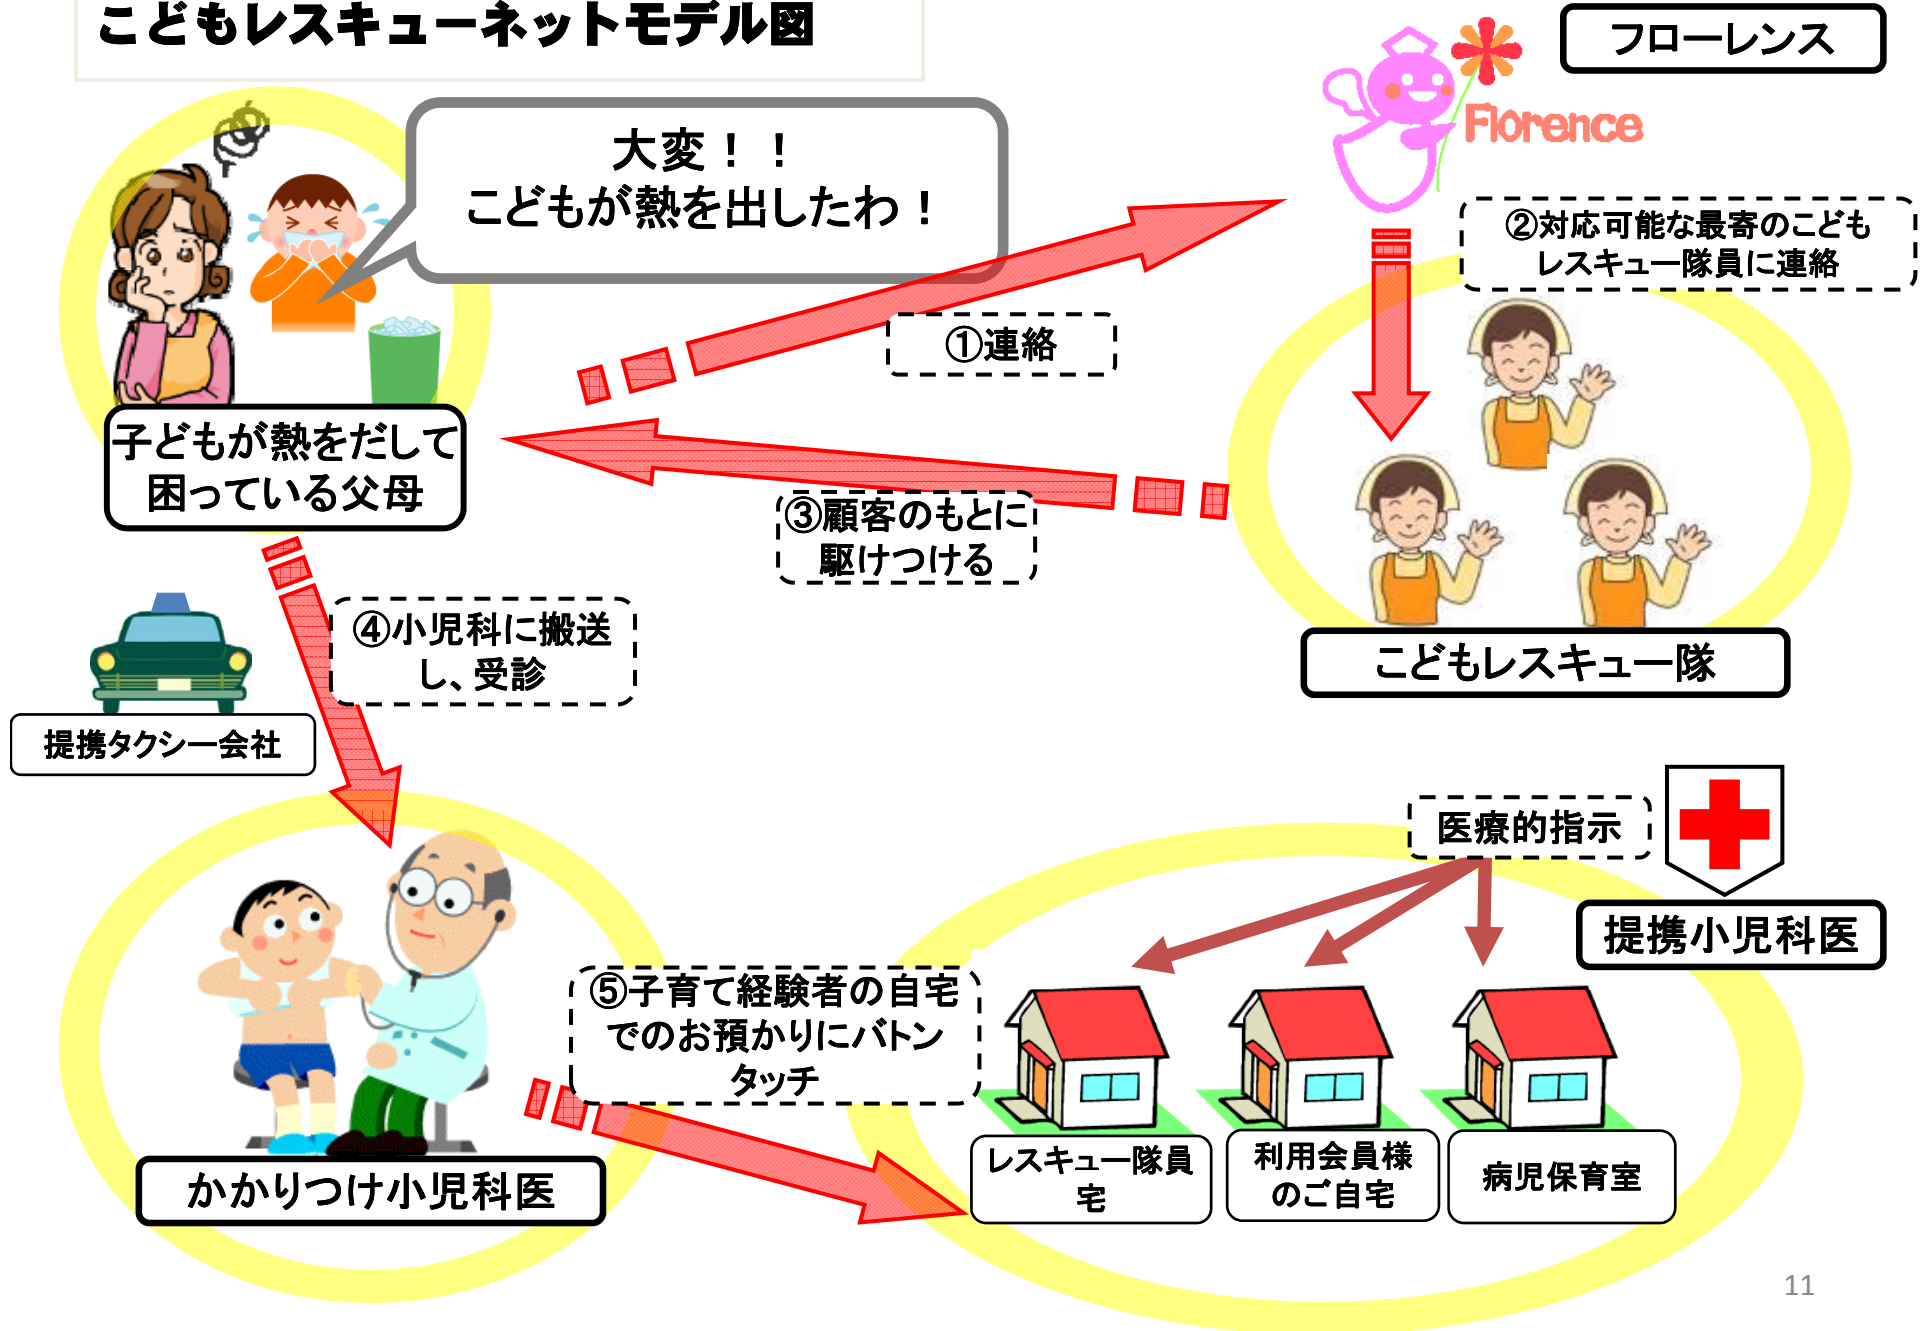 こどもレスキューネットモデル図
フローレンス
Florence
大変！！
こどもが熱を出したわ！
①連絡
②対応可能な最寄のこども
レスキュー隊員に連絡
子どもが熱をだして
困っている父母
③顧客のもとに
駆けつける
こどもレスキュー隊
④小児科に搬送
し、受診
提携タクシー会社
医療的指示
提携小児科医
⑤子育て経験者の自宅
でのお預かりにバトン
タッチ
かかりつけ小児科医
レスキュー隊員
宅
利用会員様
のご自宅
病児保育室
11